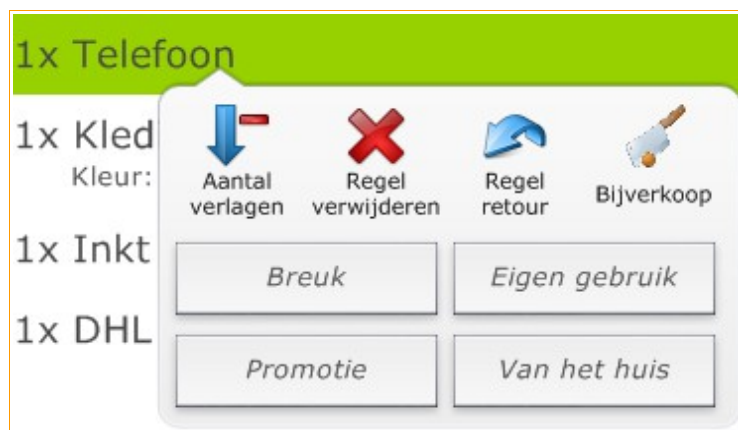 1x Telefoon
1x Kled
Kleur:
1x Inkt
1x DHL
Aantal
verlagen
Regel
verwijderen
Regel
retour
Bijverkoop
Breuk
Eigen gebruik
Promotie
Van het huis